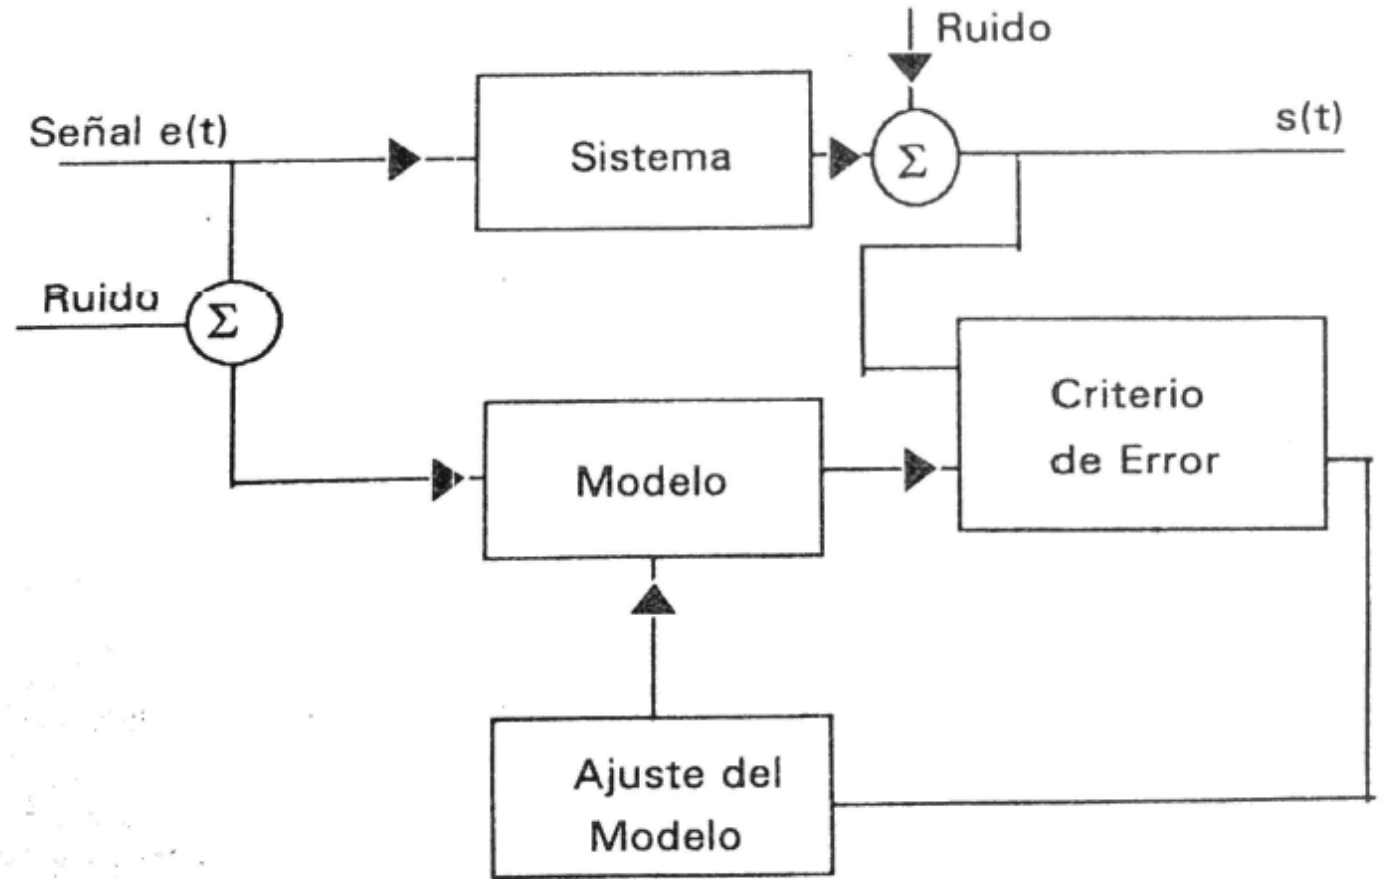 Ruido
Señal e(t)
s(t)
Sistema
Σ
Ruido
Σ
Criterio
de Error
Modelo
Ajuste del
Modelo